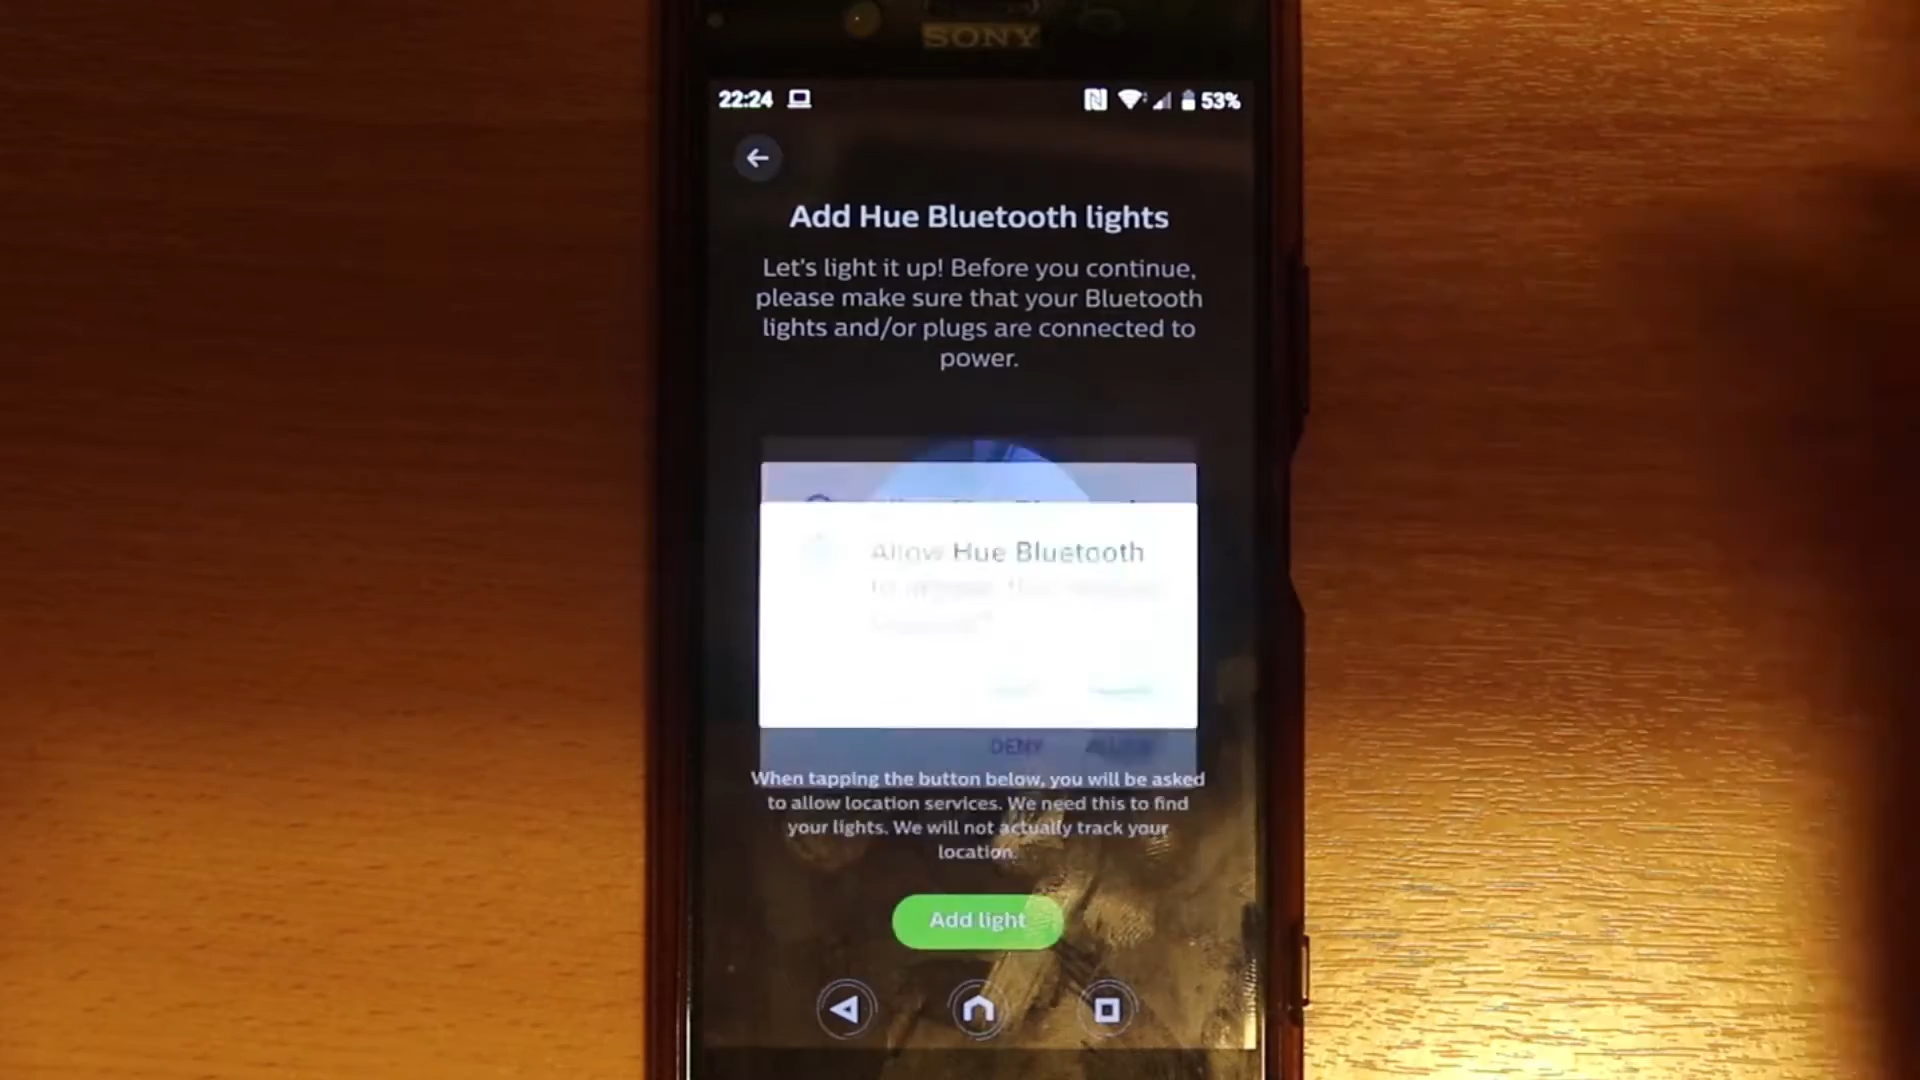 SONY
22:24
53%
Add Hue Bluetooth lights
Let's light it up! Before you continue,
please make sure that your Bluetooth
lights and/or plugs are connected to
power.
Allow Hue Bluetooth
DENY
When tapping the button below, you will be asked
to allow location services. We need this to find
your lights. We will not actually track your
location.
Add light